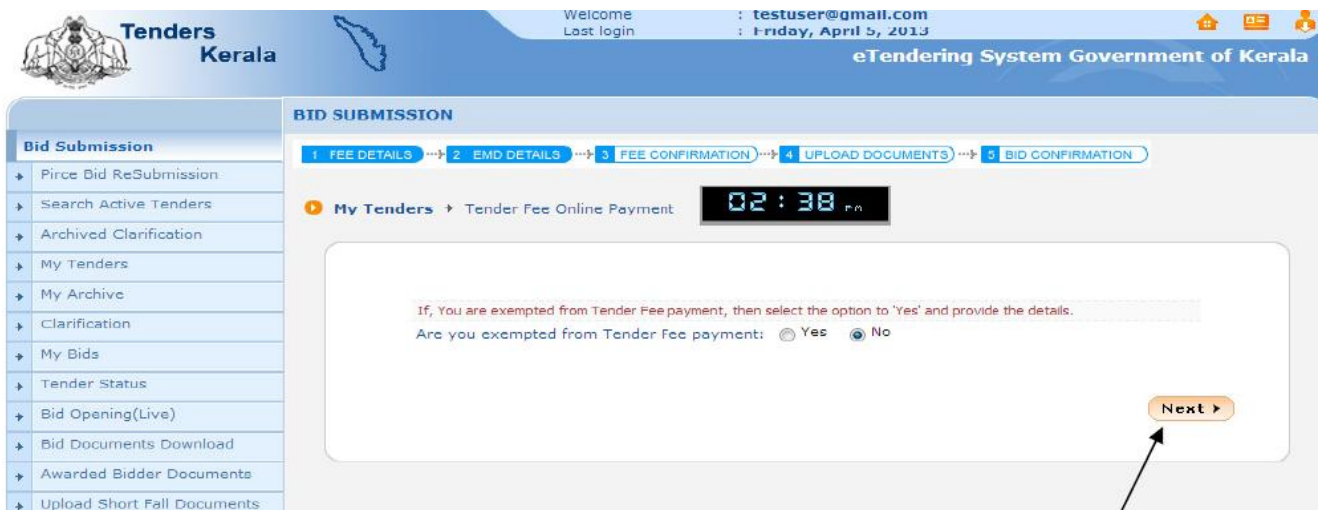 Tenders
Kerala
Welcome : testuser@gmail.com
Last login : Friday, April 5, 2013
eTendering System Government of Kerala
BID SUBMISSION
Bid Submission
1 FEE DETAILS 2 EMD DETAILS 3 FEE CONFIRMATION 4 UPLOAD DOCUMENTS 5 BID CONFIRMATION
Pirce Bid ReSubmission
Search Active Tenders
My Tenders Tender Fee Online Payment 02:38 PM
Archived Clarification
My Tenders
My Archive
If, You are exempted from Tender Fee payment, then select the option to 'Yes' and provide the details.
Clarification
Are you exempted from Tender Fee payment: Yes No
My Bids
Tender Status
Bid Opening(Live)
Next
Bid Documents Download
Awarded Bidder Documents
Upload Short Fall Documents